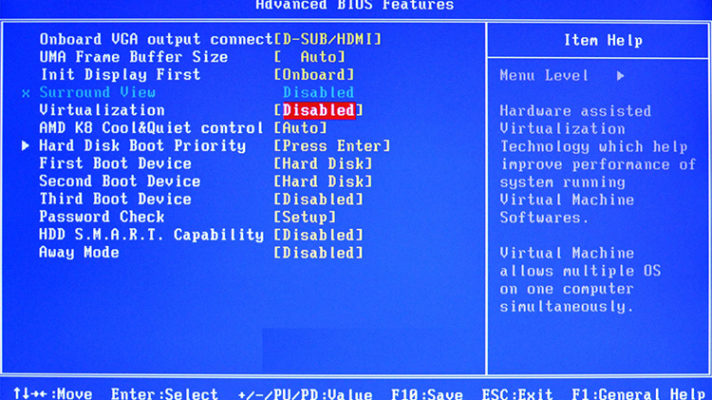 Advanced BIOS Features
Onboard VGA output connect[D-SUB/HDMI]
UMA Frame Buffer Size [ Auto]
Init Display First [Onboard]
x Surround View Disabled
Virtualization [Disabled]
AMD K8 Cool&Quiet control [Auto]
▶ Hard Disk Boot Priority [Press Enter]
First Boot Device [Hard Disk]
Second Boot Device [Hard Disk]
Third Boot Device [Disabled]
Password Check [Setup]
HDD S.M.A.R.T. Capability [Disabled]
Away Mode [Disabled]
Item Help
Menu Level ▶
Hardware assisted
Virtualization
Technology which help
improve performance of
system running
Virtual Machine
Softwares.
Virtual Machine
allows multiple OS
on one computer
simultaneously.
↑↓→←:Move Enter:Select +/-/PU/PD:Value F10:Save ESC:Exit F1:General Help